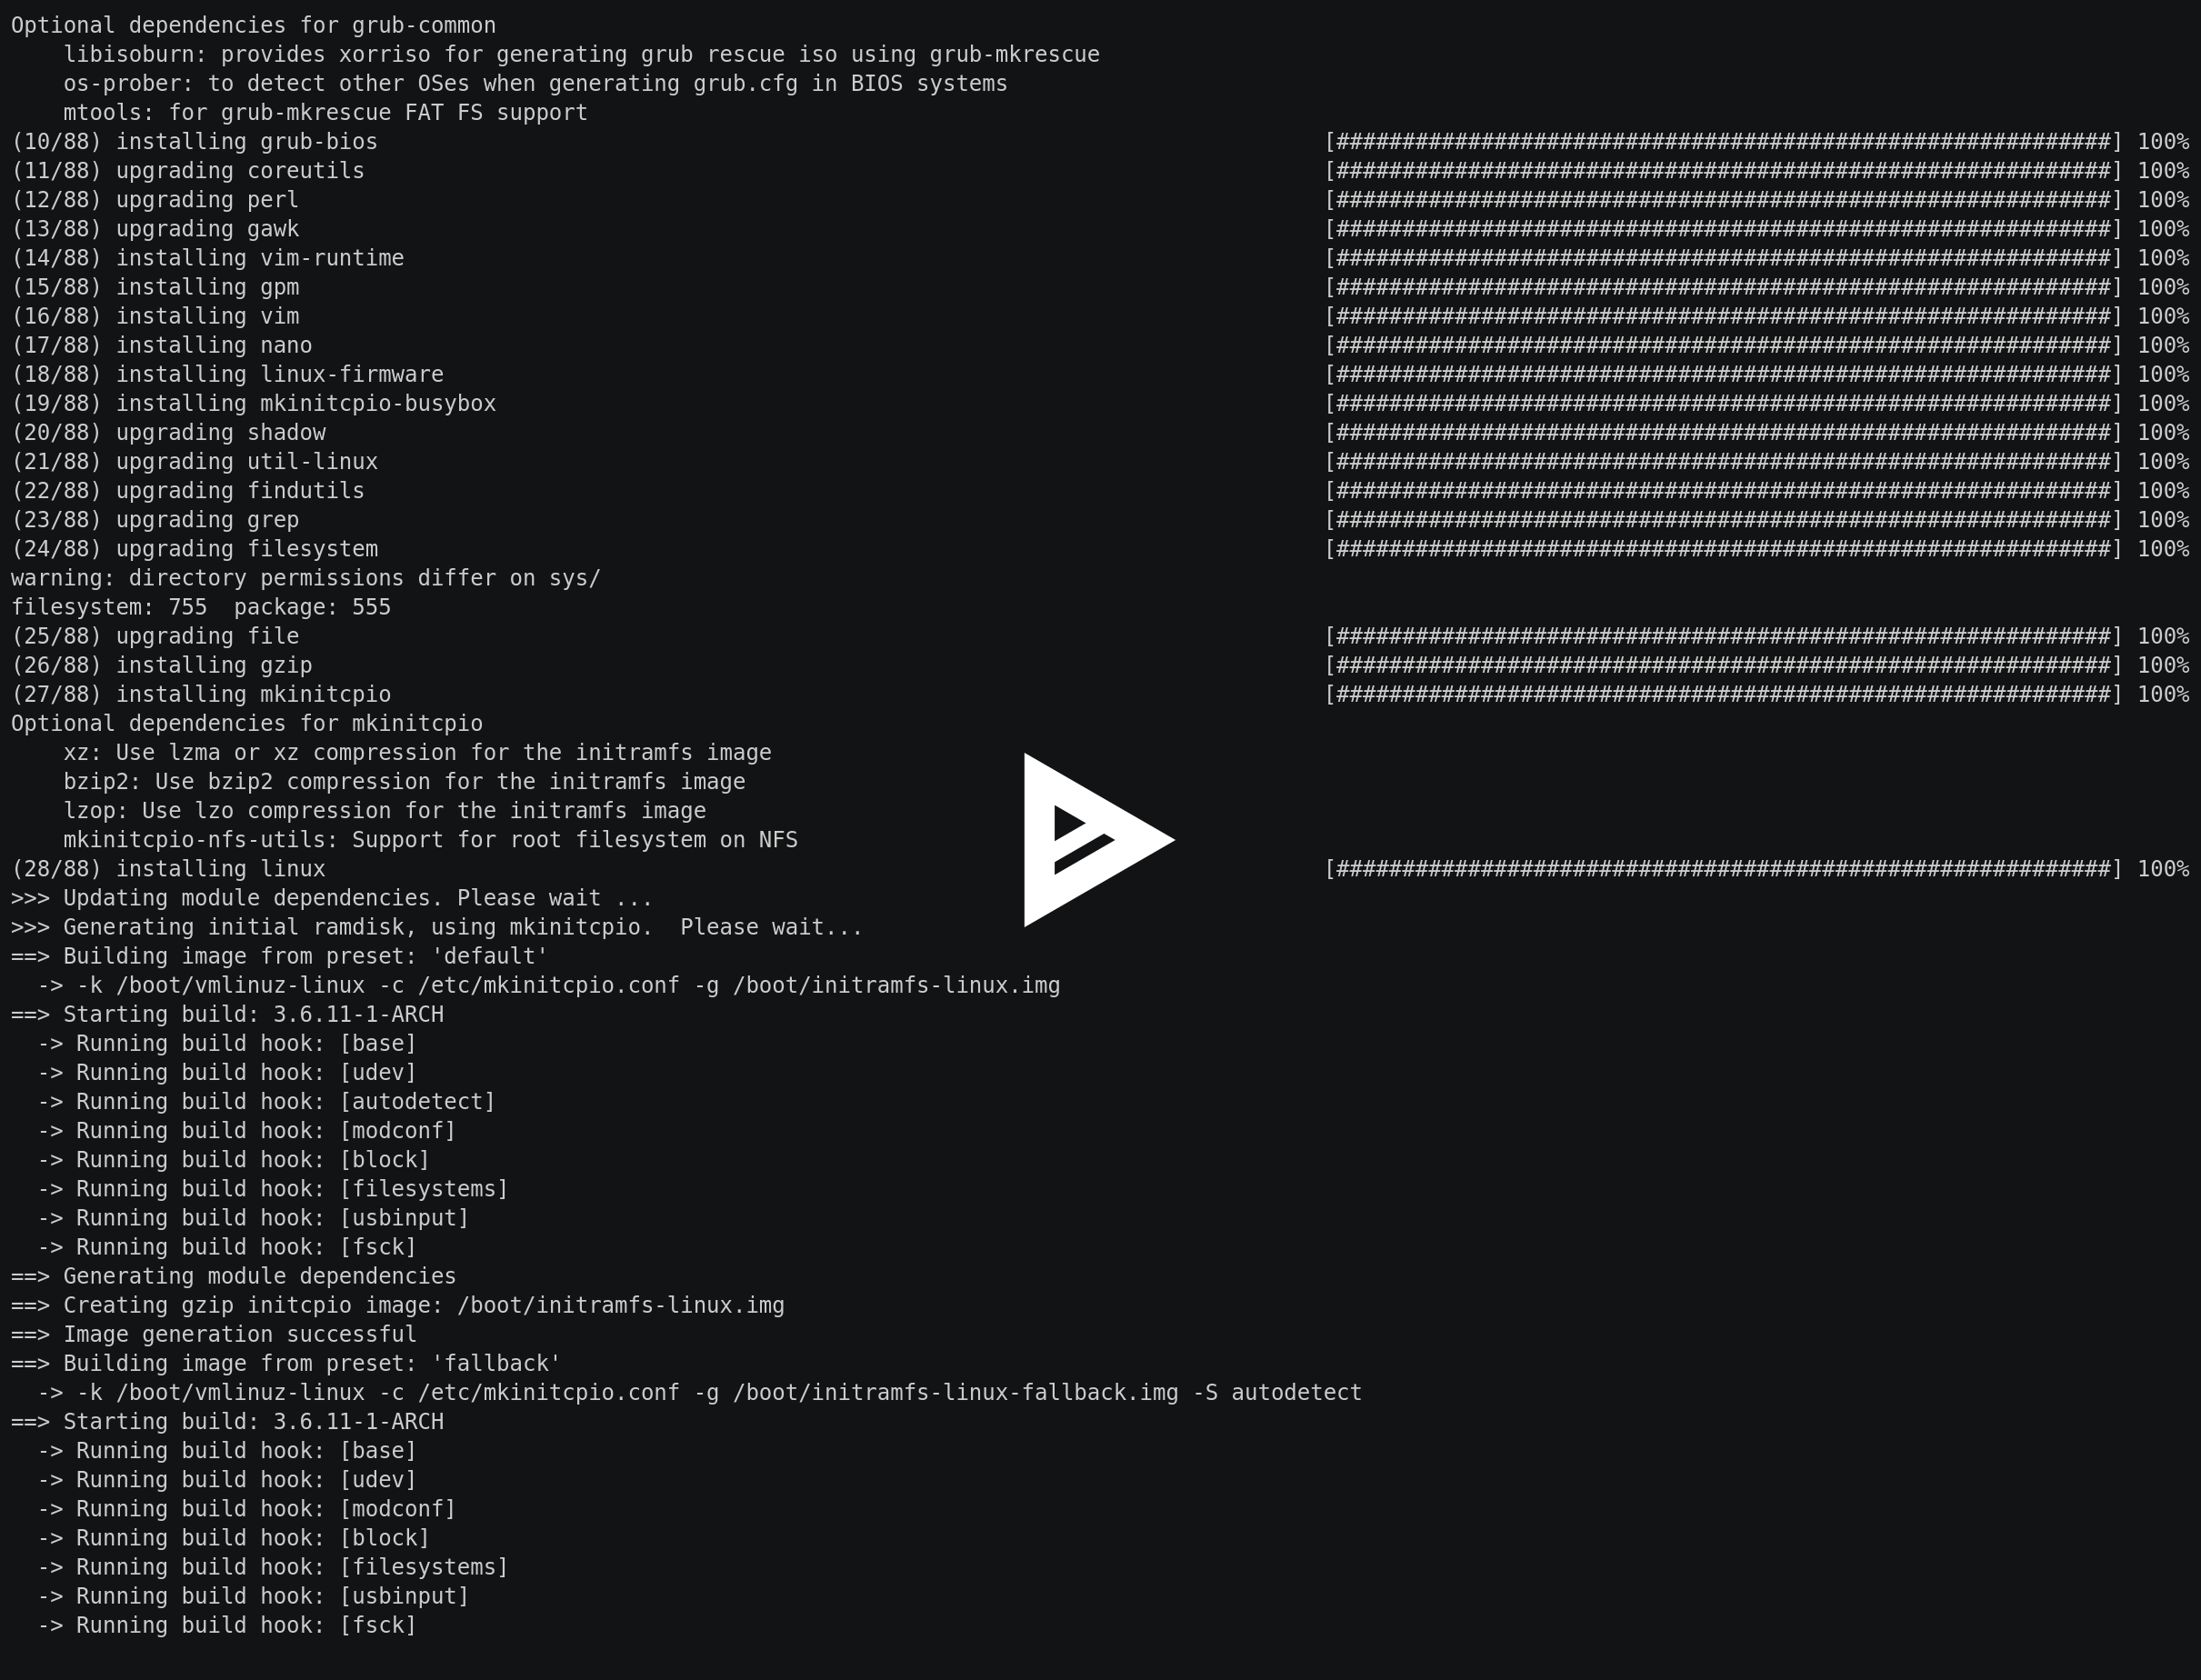 Optional dependencies for grub-common
    libisoburn: provides xorriso for generating grub rescue iso using grub-mkrescue
    os-prober: to detect other OSes when generating grub.cfg in BIOS systems
    mtools: for grub-mkrescue FAT FS support
(10/88) installing grub-bios [###########################################################] 100%
(11/88) upgrading coreutils [###########################################################] 100%
(12/88) upgrading perl [###########################################################] 100%
(13/88) upgrading gawk [###########################################################] 100%
(14/88) installing vim-runtime [###########################################################] 100%
(15/88) installing gpm [###########################################################] 100%
(16/88) installing vim [###########################################################] 100%
(17/88) installing nano [###########################################################] 100%
(18/88) installing linux-firmware [###########################################################] 100%
(19/88) installing mkinitcpio-busybox [###########################################################] 100%
(20/88) upgrading shadow [###########################################################] 100%
(21/88) upgrading util-linux [###########################################################] 100%
(22/88) upgrading findutils [###########################################################] 100%
(23/88) upgrading grep [###########################################################] 100%
(24/88) upgrading filesystem [###########################################################] 100%
warning: directory permissions differ on sys/
filesystem: 755  package: 555
(25/88) upgrading file [###########################################################] 100%
(26/88) installing gzip [###########################################################] 100%
(27/88) installing mkinitcpio [###########################################################] 100%
Optional dependencies for mkinitcpio
    xz: Use lzma or xz compression for the initramfs image
    bzip2: Use bzip2 compression for the initramfs image
    lzop: Use lzo compression for the initramfs image
    mkinitcpio-nfs-utils: Support for root filesystem on NFS
(28/88) installing linux [###########################################################] 100%
>>> Updating module dependencies. Please wait ...
>>> Generating initial ramdisk, using mkinitcpio.  Please wait...
==> Building image from preset: 'default'
  -> -k /boot/vmlinuz-linux -c /etc/mkinitcpio.conf -g /boot/initramfs-linux.img
==> Starting build: 3.6.11-1-ARCH
  -> Running build hook: [base]
  -> Running build hook: [udev]
  -> Running build hook: [autodetect]
  -> Running build hook: [modconf]
  -> Running build hook: [block]
  -> Running build hook: [filesystems]
  -> Running build hook: [usbinput]
  -> Running build hook: [fsck]
==> Generating module dependencies
==> Creating gzip initcpio image: /boot/initramfs-linux.img
==> Image generation successful
==> Building image from preset: 'fallback'
  -> -k /boot/vmlinuz-linux -c /etc/mkinitcpio.conf -g /boot/initramfs-linux-fallback.img -S autodetect
==> Starting build: 3.6.11-1-ARCH
  -> Running build hook: [base]
  -> Running build hook: [udev]
  -> Running build hook: [modconf]
  -> Running build hook: [block]
  -> Running build hook: [filesystems]
  -> Running build hook: [usbinput]
  -> Running build hook: [fsck]